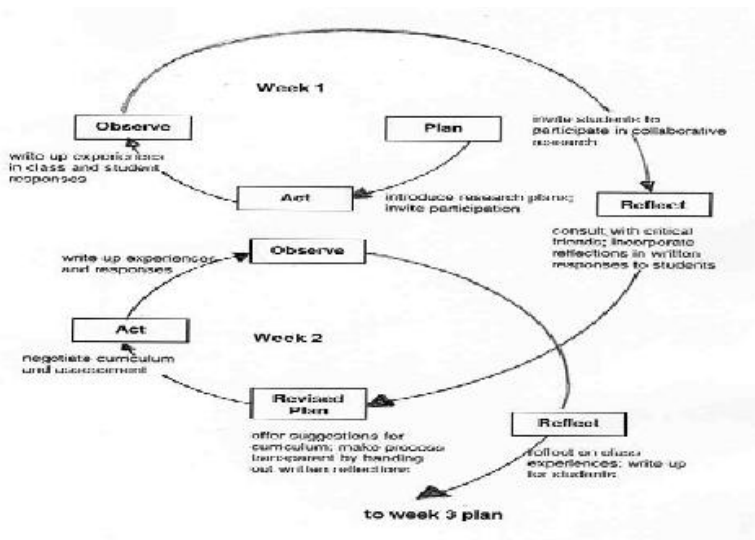 Week 1
Observe
Plan
invite students to
participate in collaborative
research
write up experiences
in class and student
responses
Act
introduce research plans;
invite participation
Reflect
consult with critical
friends; incorporate
reflections in written
responses to students
Observe
write up experiences
and responses
Act
Week 2
negotiate curriculum
and assessment
Revised
Plan
Reflect
offer suggestions for
curriculum; make process
transparent by handing
out written reflections
reflect on class
experiences; write up
for students
to week 3 plan